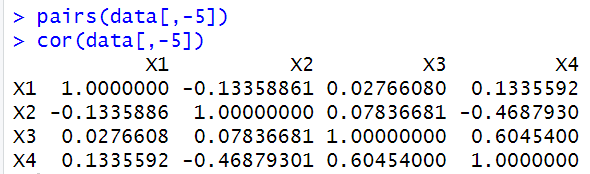 > pairs(data[,-5])
> cor(data[,-5])
X1 X2 X3 X4
X1 1.0000000 -0.13358861 0.02766080 0.1335592
X2 -0.1335886 1.00000000 0.07836681 -0.4687930
X3 0.0276608 0.07836681 1.00000000 0.6045400
X4 0.1335592 -0.46879301 0.60454000 1.0000000